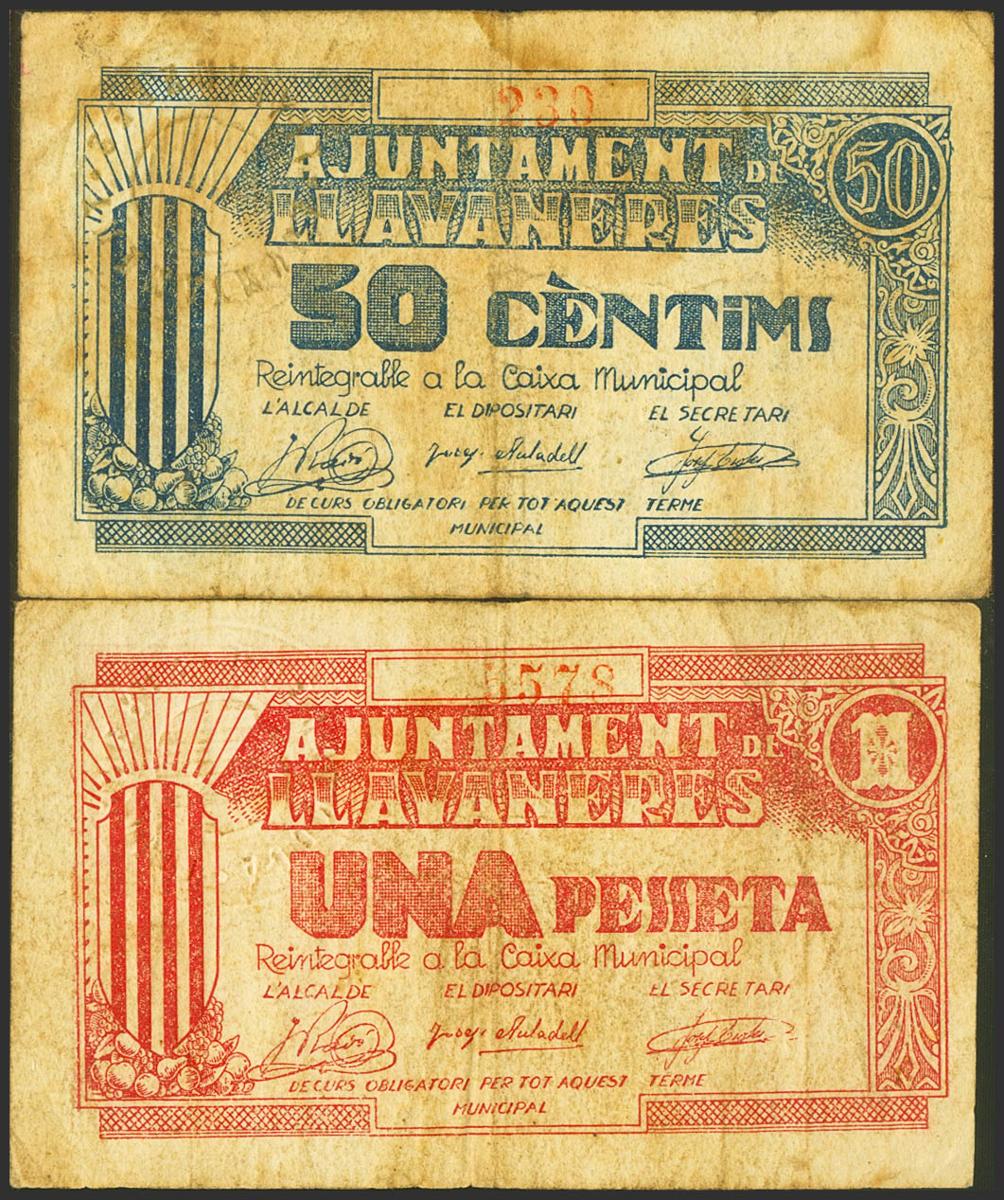 230
AJUNTAMENT DE
LLAVANERES
50
50 CÈNTIMS
Reintegrable a la Caixa Municipal
L'ALCALDE EL DIPOSITARI EL SECRETARI
DE CURS OBLIGATORI PER TOT AQUEST TERME
MUNICIPAL
5578
AJUNTAMENT DE
LLAVANERES
1
UNA PESSETA
Reintegrable a la Caixa Municipal
L'ALCALDE EL DIPOSITARI EL SECRETARI
DE CURS OBLIGATORI PER TOT AQUEST TERME
MUNICIPAL